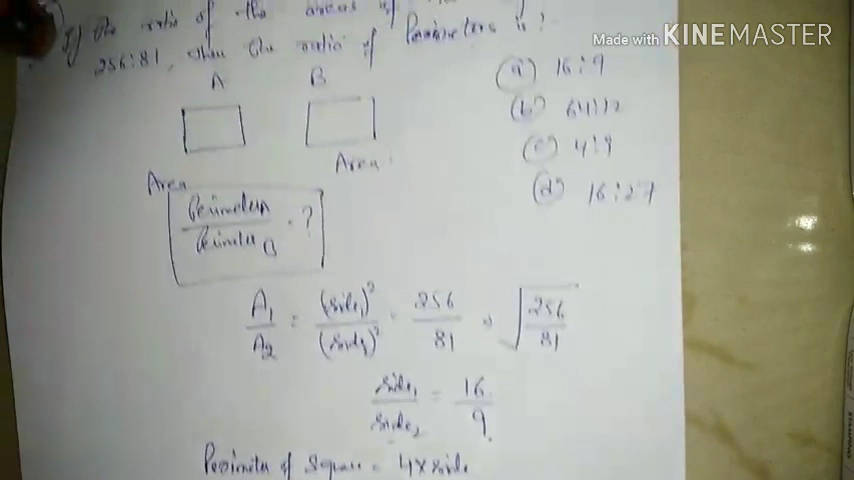 If the ratio of the areas of
256:81, then the ratio of Perimeters is?
Made with KINEMASTER
A B
(a) 16:9
(b) 64:12
(c) 4:9
(d) 16:27
Area
Area
Perimeter A
Perimeter B
= ?
A₁/A₂ = (side₁)²/(side₂)² = 256/81 = √256/81
side₁/side₂ = 16/9
Perimeter of Square = 4×side